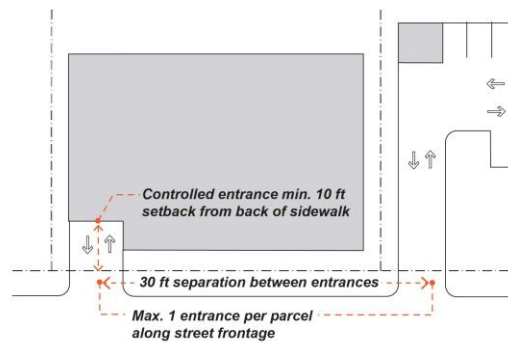 Controlled entrance min. 10 ft
setback from back of sidewalk
30 ft separation between entrances
Max. 1 entrance per parcel
along street frontage